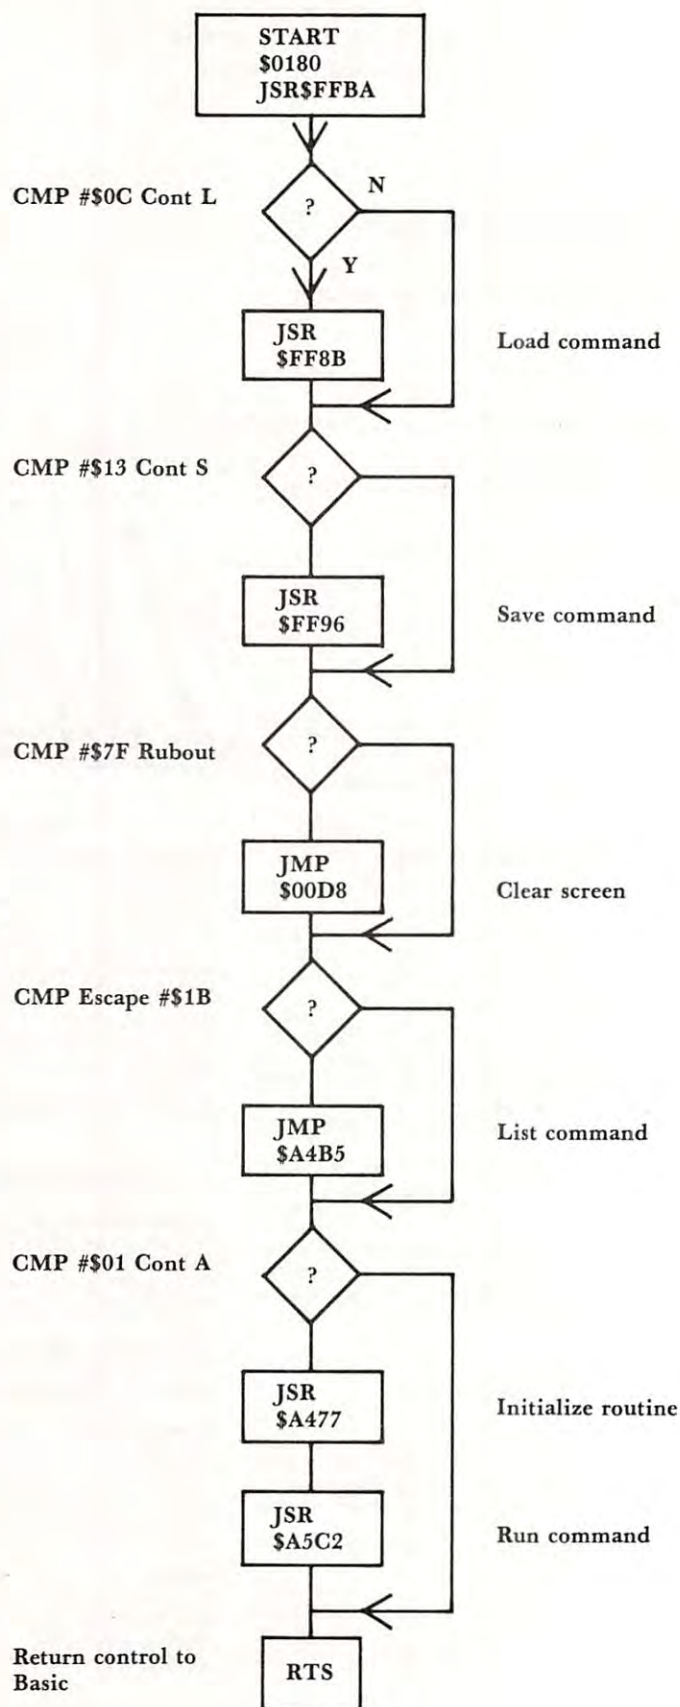 START
$0180
JSR$FFBA
CMP #$0C Cont L
?
N
Y
JSR
$FF8B
Load command
CMP #$13 Cont S
?
JSR
$FF96
Save command
CMP #$7F Rubout
?
JMP
$00D8
Clear screen
CMP Escape #$1B
?
JMP
$A4B5
List command
CMP #$01 Cont A
?
JSR
$A477
Initialize routine
JSR
$A5C2
Run command
Return control to
Basic
RTS